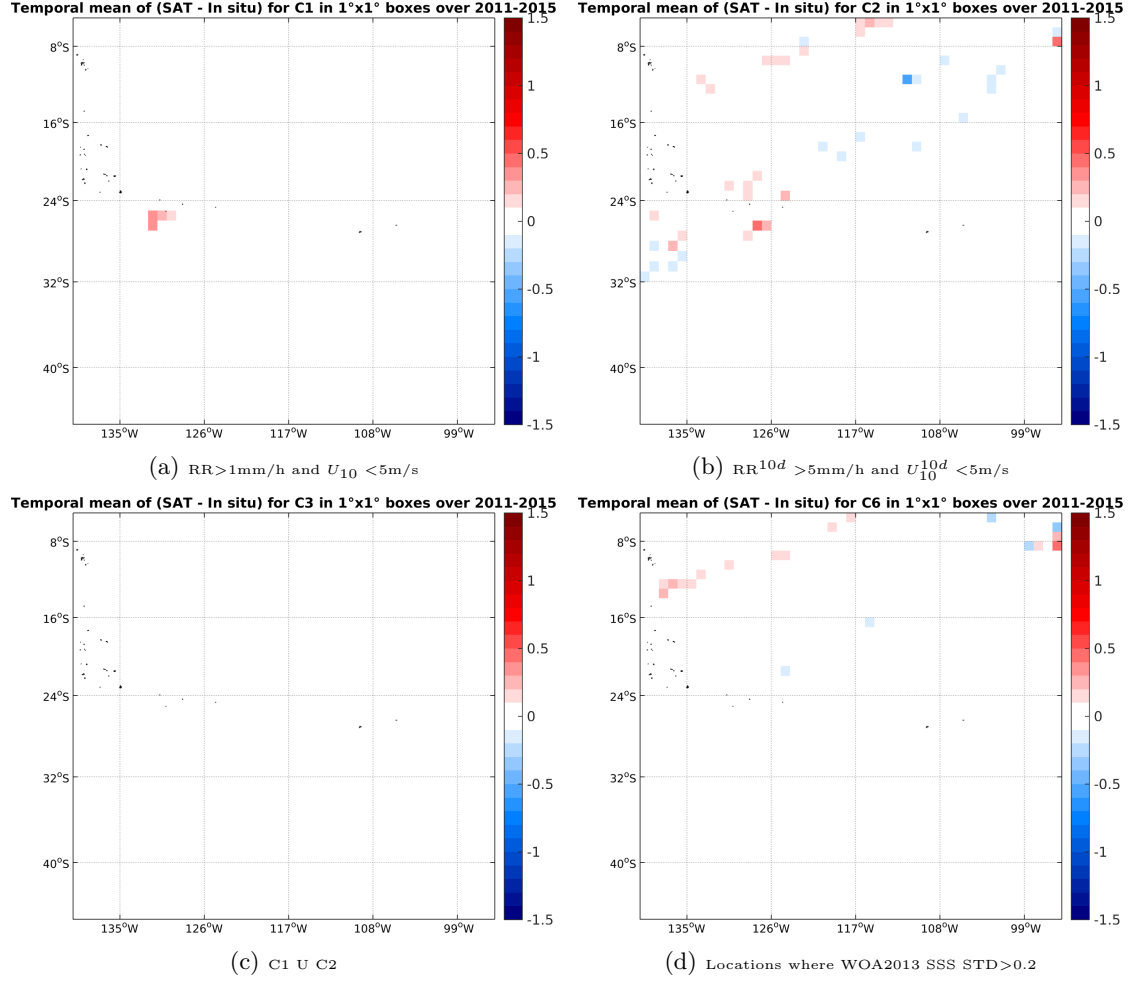 Temporal mean of (SAT - In situ) for C1 in 1°x1° boxes over 2011-2015
8°S
16°S
24°S
32°S
40°S
135°W 126°W 117°W 108°W 99°W
1.5
1
0.5
0
-0.5
-1
-1.5
(a) RR>1mm/h and U10 <5m/s
Temporal mean of (SAT - In situ) for C2 in 1°x1° boxes over 2011-2015
8°S
16°S
24°S
32°S
40°S
135°W 126°W 117°W 108°W 99°W
1.5
1
0.5
0
-0.5
-1
-1.5
(b) RR^10d >5mm/h and U10^10d <5m/s
Temporal mean of (SAT - In situ) for C3 in 1°x1° boxes over 2011-2015
8°S
16°S
24°S
32°S
40°S
135°W 126°W 117°W 108°W 99°W
1.5
1
0.5
0
-0.5
-1
-1.5
(c) C1 U C2
Temporal mean of (SAT - In situ) for C6 in 1°x1° boxes over 2011-2015
8°S
16°S
24°S
32°S
40°S
135°W 126°W 117°W 108°W 99°W
1.5
1
0.5
0
-0.5
-1
-1.5
(d) Locations where WOA2013 SSS STD>0.2